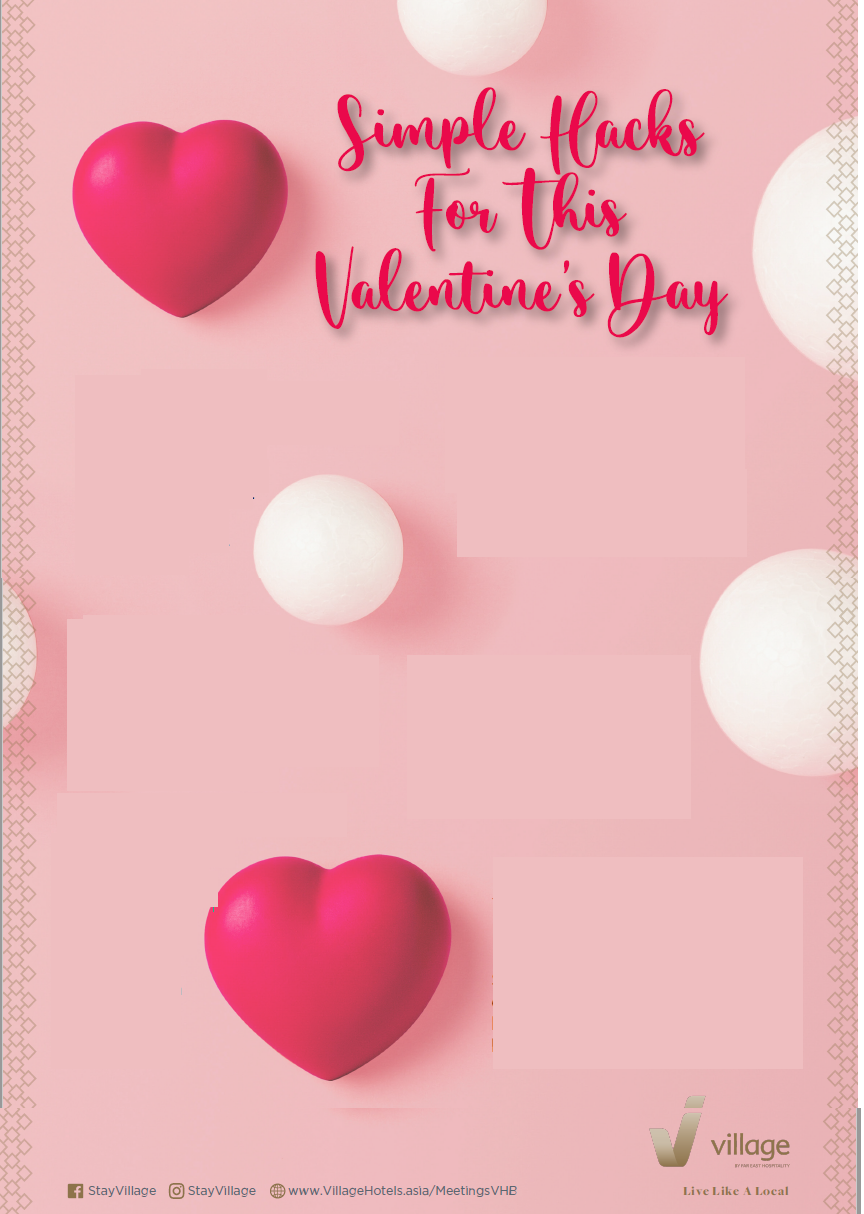 Simple Hacks
For This
Valentine's Day
village
BY FAR EAST HOSPITALITY
StayVillage StayVillage www.VillageHotels.asia/MeetingsVHB
Live Like A Local